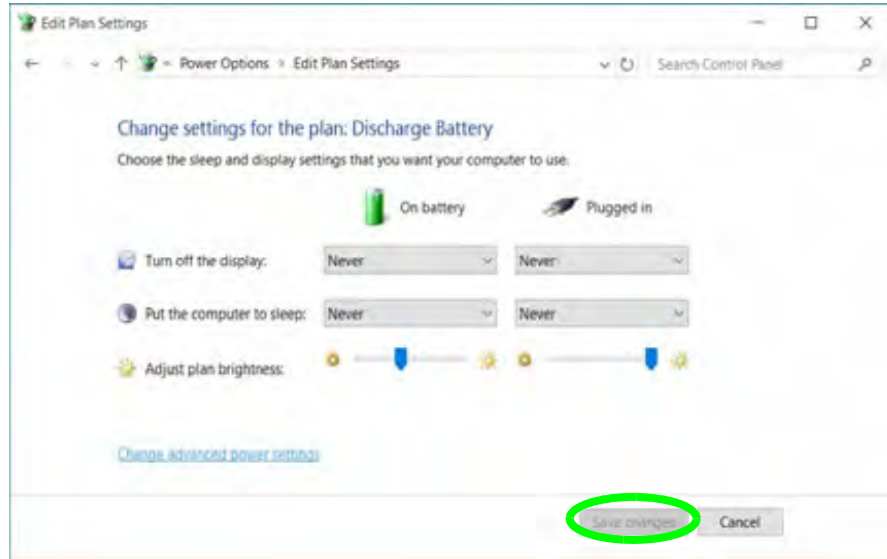 Edit Plan Settings
Power Options > Edit Plan Settings
Search Control Panel
Change settings for the plan: Discharge Battery
Choose the sleep and display settings that you want your computer to use.
On battery Plugged in
Turn off the display: Never Never
Put the computer to sleep: Never Never
Adjust plan brightness:
Change advanced power settings
Save changes Cancel